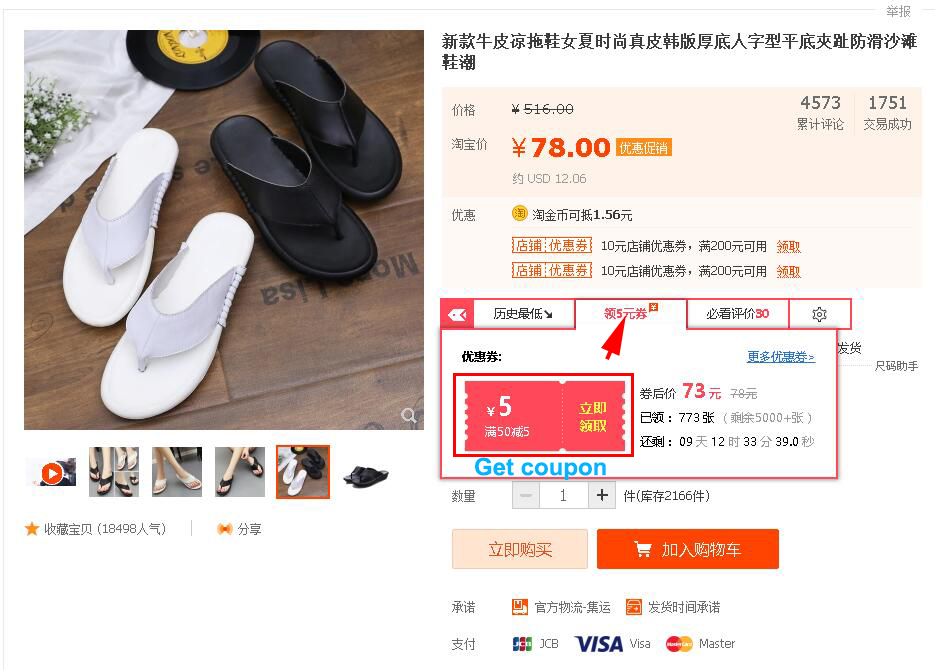 举报
新款牛皮凉拖鞋女夏时尚真皮韩版厚底人字型平底夾趾防滑沙滩
鞋潮
价格 ¥ 516.00
4573 累计评论
1751 交易成功
淘宝价 ¥ 78.00 优惠促销
约 USD 12.06
优惠 淘 淘金币可抵1.56元
店铺 优惠券 10元店铺优惠券，满200元可用 领取
店铺 优惠券 10元店铺优惠券，满200元可用 领取
历史最低↘ 领5元券 ¥ 必看评价30
发货
尺码助手
优惠券: 更多优惠券»
¥ 5 满50减5 立即领取
券后价 73 元 78元
已领：773张（剩余5000+张）
还剩：09 天 12 时 33 分 39.0 秒
Get coupon
数量 − 1 + 件(库存2166件)
立即购买 加入购物车
承诺 官方物流-集运 发货时间承诺
支付 JCB JCB VISA Visa MasterCard Master
收藏宝贝 (18498人气) 分享
Mona Lisa